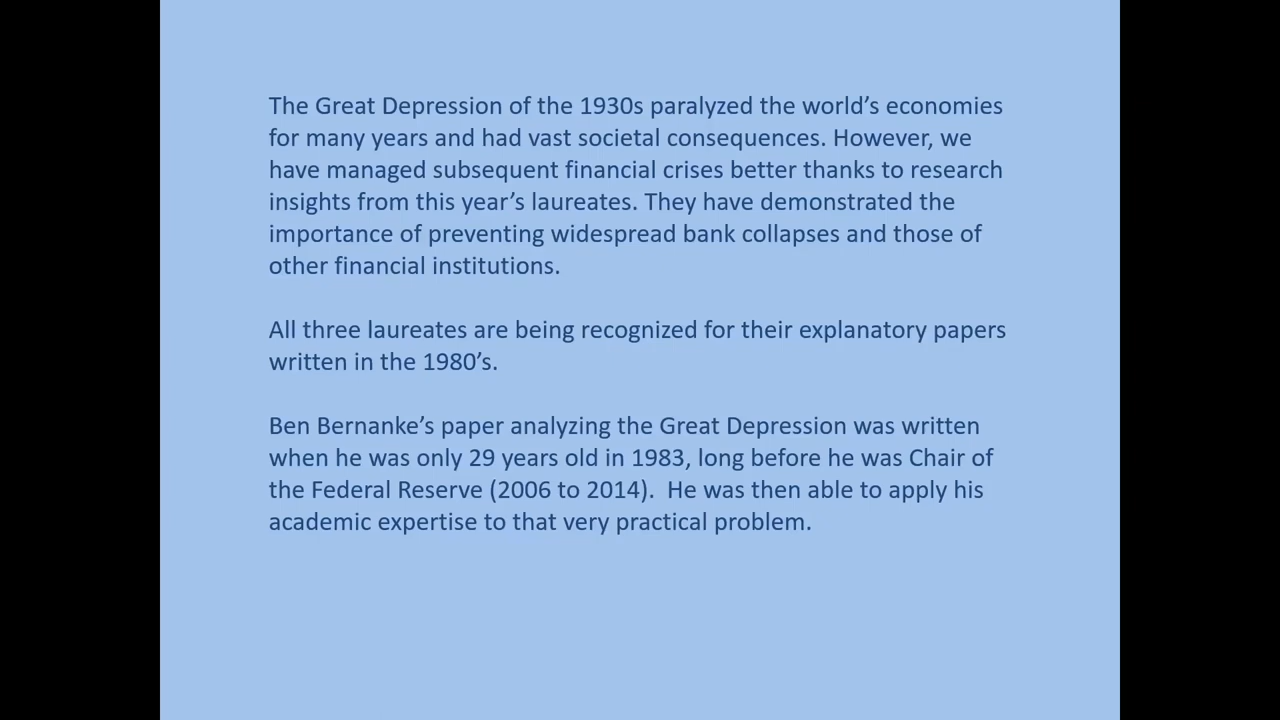 The Great Depression of the 1930s paralyzed the world’s economies
for many years and had vast societal consequences. However, we
have managed subsequent financial crises better thanks to research
insights from this year’s laureates. They have demonstrated the
importance of preventing widespread bank collapses and those of
other financial institutions.
All three laureates are being recognized for their explanatory papers
written in the 1980’s.
Ben Bernanke’s paper analyzing the Great Depression was written
when he was only 29 years old in 1983, long before he was Chair of
the Federal Reserve (2006 to 2014).  He was then able to apply his
academic expertise to that very practical problem.